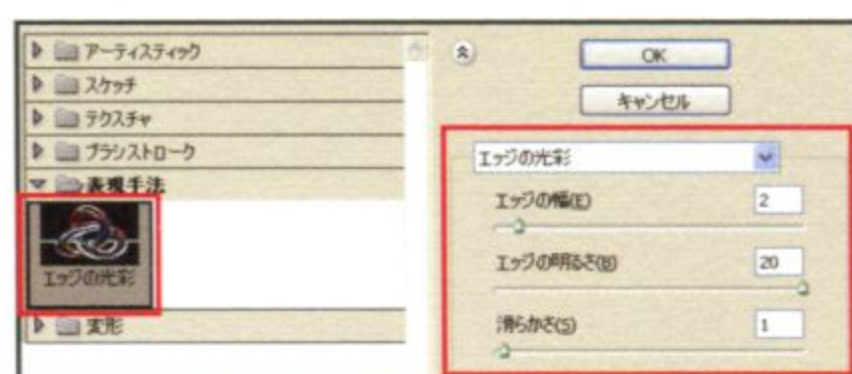 アーティスティック
スケッチ
テクスチャ
ブラシストローク
表現手法
エッジの光彩
変形
OK
キャンセル
エッジの光彩
エッジの幅(E)
2
エッジの明るさ(B)
20
滑らかさ(S)
1